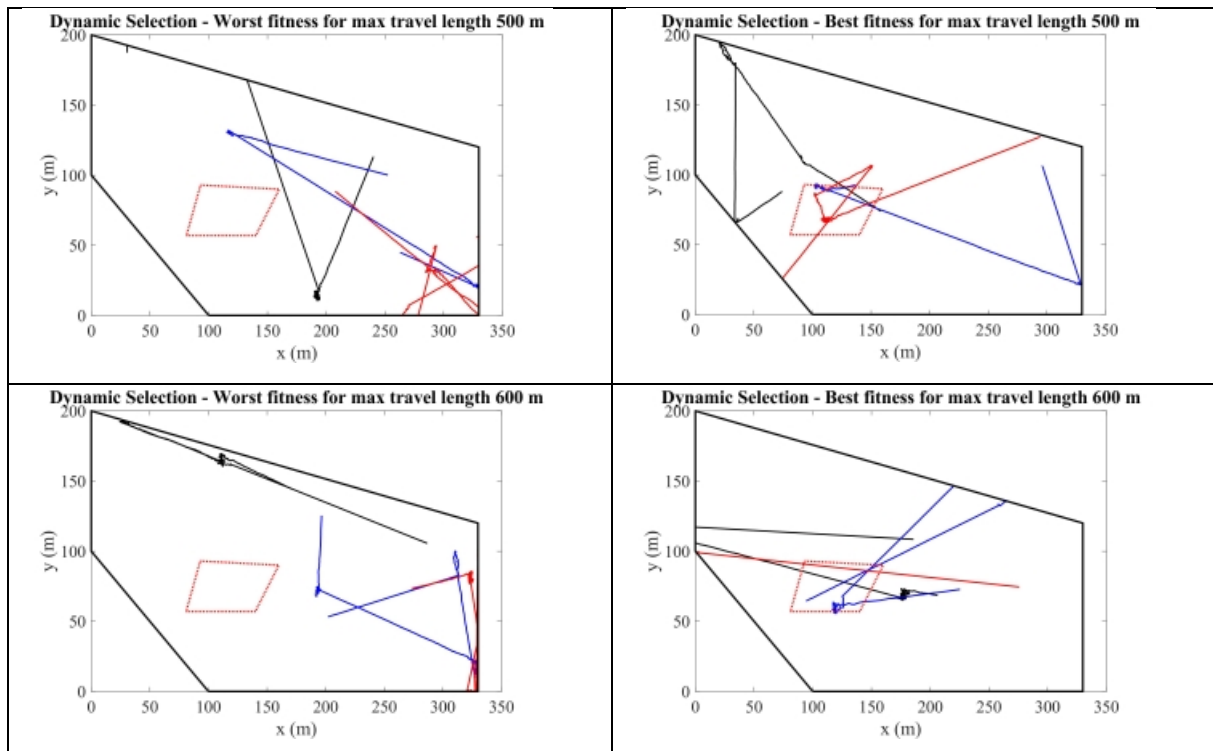 Dynamic Selection - Worst fitness for max travel length 500 m
200
150
100
50
0
y (m)
0 50 100 150 200 250 300 350
x (m)
Dynamic Selection - Best fitness for max travel length 500 m
200
150
100
50
0
y (m)
0 50 100 150 200 250 300 350
x (m)
Dynamic Selection - Worst fitness for max travel length 600 m
200
150
100
50
0
y (m)
0 50 100 150 200 250 300 350
x (m)
Dynamic Selection - Best fitness for max travel length 600 m
200
150
100
50
0
y (m)
0 50 100 150 200 250 300 350
x (m)